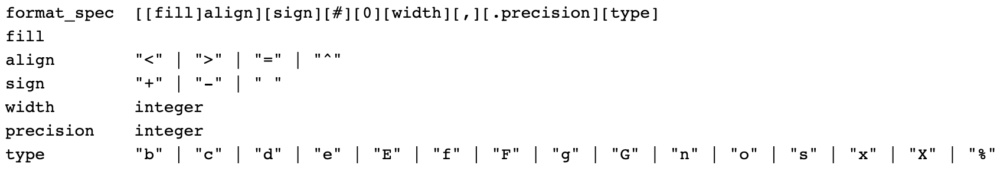 format_spec [[fill]align][sign][#][0][width][,][.precision][type]
fill
align "<" | ">" | "=" | "^"
sign "+" | "-" | " "
width integer
precision integer
type "b" | "c" | "d" | "e" | "E" | "f" | "F" | "g" | "G" | "n" | "o" | "s" | "x" | "X" | "%"